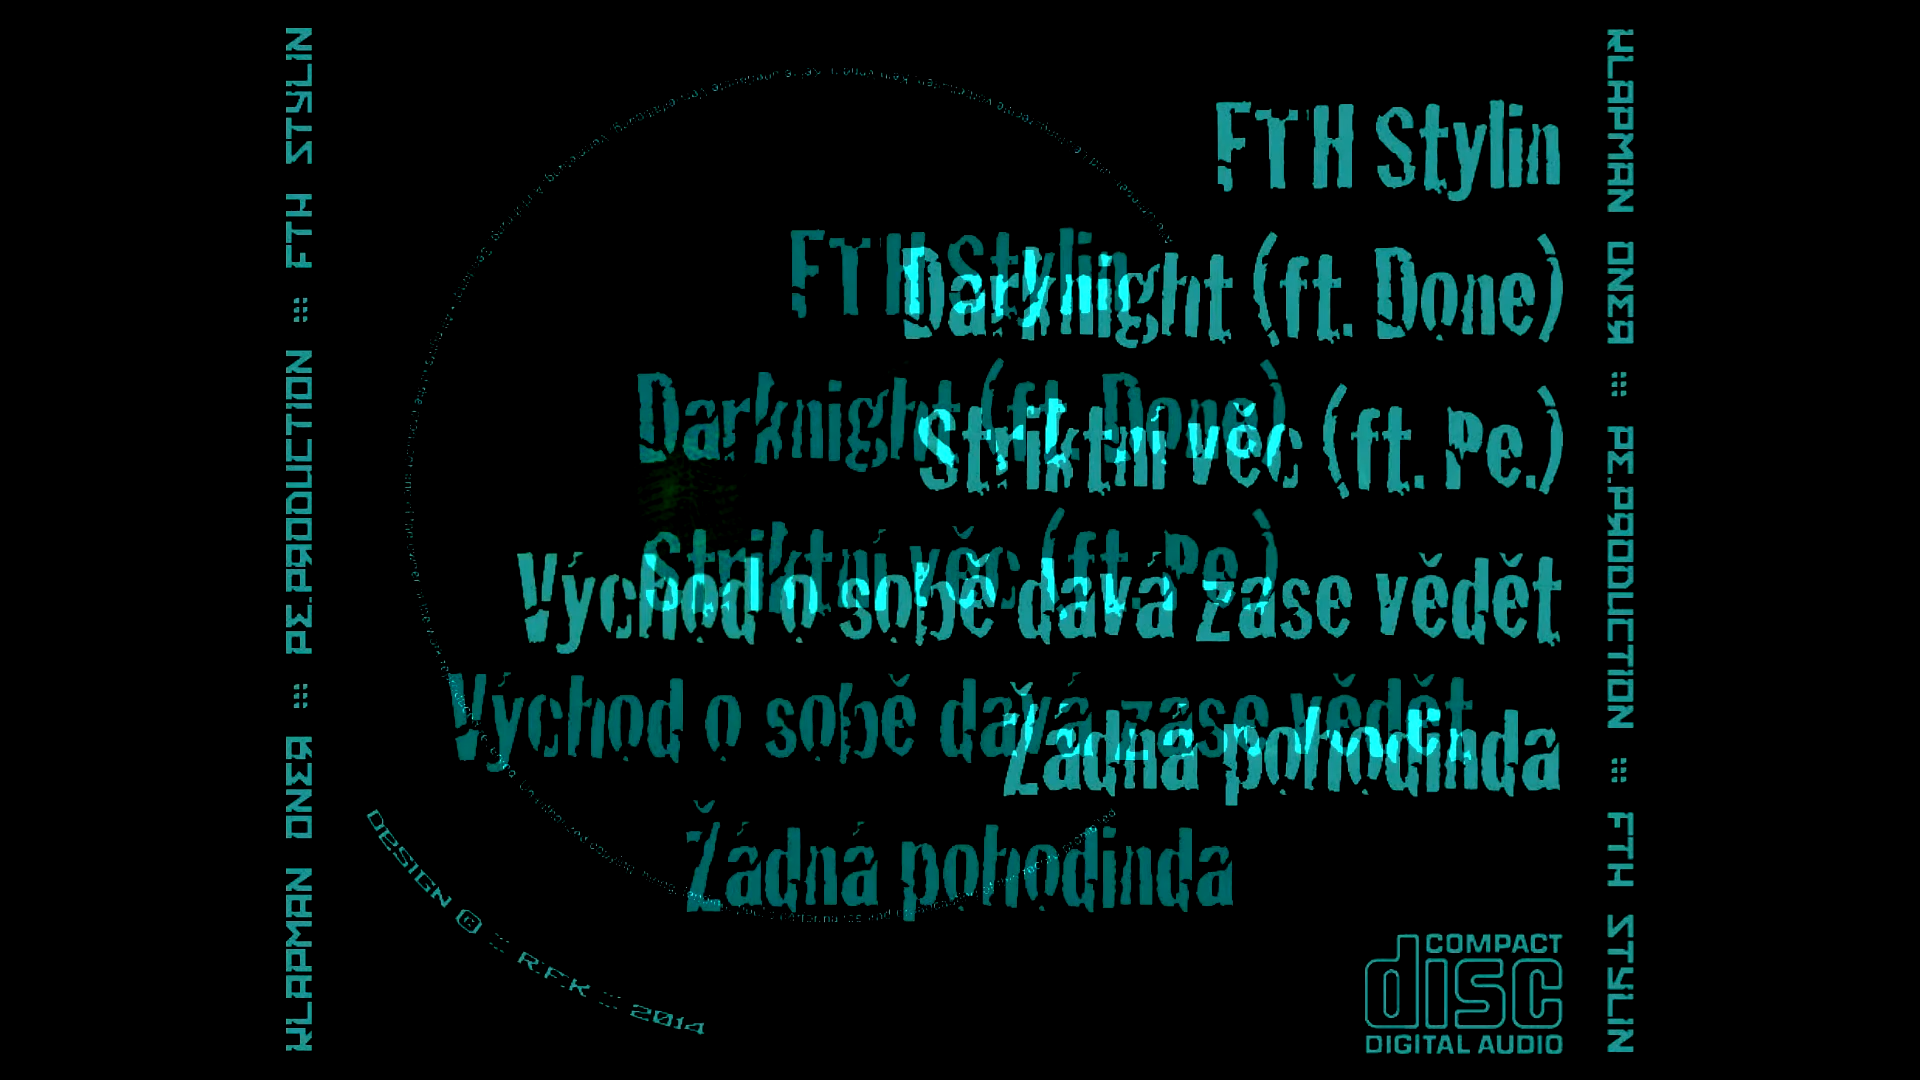 KLAPMAN ONER ::: PE.PRODUCTION ::: FTH STYLIN
FTH Stylin
Darknight (ft. Done)
Striktní věc (ft. Pe.)
Východ o sobě dává zase vědět
Žádná pohodinda
FTH Stylin
Darknight (ft. Done)
Striktní věc (ft. Pe.)
Východ o sobě dává zase vědět
Žádná pohodinda
DESIGN © ::: R.F.K ::: 2014
COMPACT
disc
DIGITAL AUDIO
KLAPMAN ONER ::: PE.PRODUCTION ::: FTH STYLIN